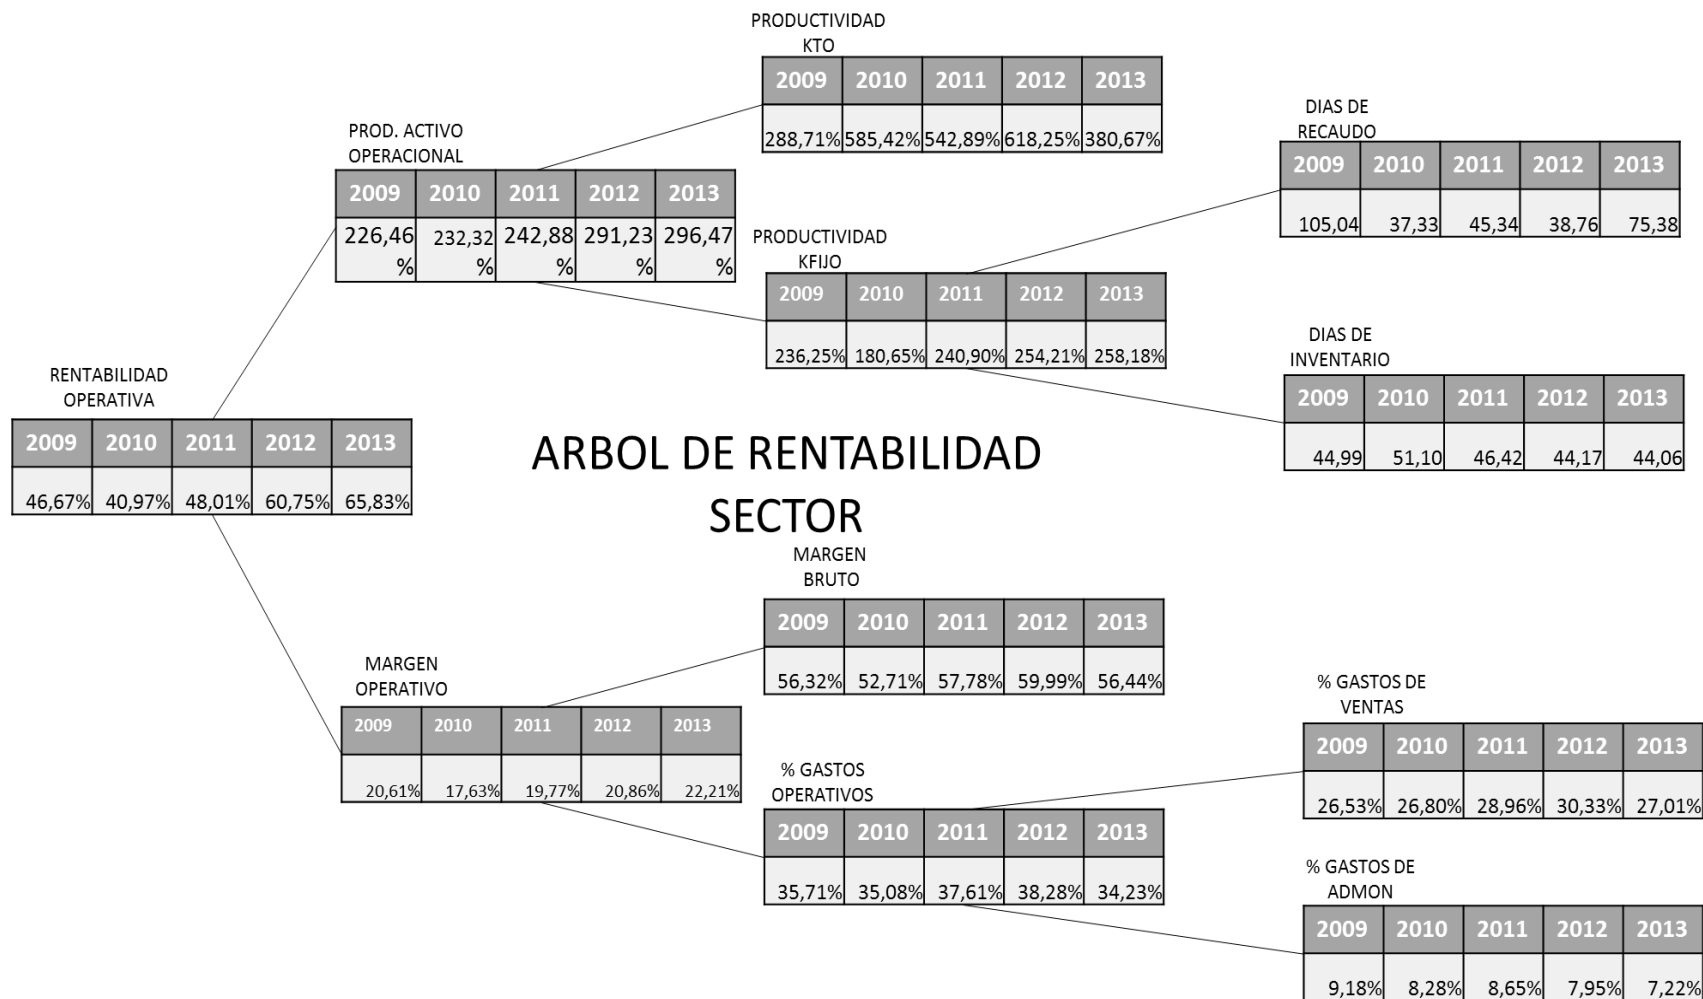 PRODUCTIVIDAD
KTO
2009 2010 2011 2012 2013
288,71% 585,42% 542,89% 618,25% 380,67%
PROD. ACTIVO
OPERACIONAL
2009 2010 2011 2012 2013
226,46 232,32 242,88 291,23 296,47
% % % % %
DIAS DE
RECAUDO
2009 2010 2011 2012 2013
105,04 37,33 45,34 38,76 75,38
PRODUCTIVIDAD
KFIJO
2009 2010 2011 2012 2013
236,25% 180,65% 240,90% 254,21% 258,18%
DIAS DE
INVENTARIO
2009 2010 2011 2012 2013
44,99 51,10 46,42 44,17 44,06
RENTABILIDAD
OPERATIVA
2009 2010 2011 2012 2013
46,67% 40,97% 48,01% 60,75% 65,83%
ARBOL DE RENTABILIDAD
SECTOR
MARGEN
BRUTO
2009 2010 2011 2012 2013
56,32% 52,71% 57,78% 59,99% 56,44%
MARGEN
OPERATIVO
2009 2010 2011 2012 2013
20,61% 17,63% 19,77% 20,86% 22,21%
% GASTOS
OPERATIVOS
2009 2010 2011 2012 2013
35,71% 35,08% 37,61% 38,28% 34,23%
% GASTOS DE
VENTAS
2009 2010 2011 2012 2013
26,53% 26,80% 28,96% 30,33% 27,01%
% GASTOS DE
ADMON
2009 2010 2011 2012 2013
9,18% 8,28% 8,65% 7,95% 7,22%